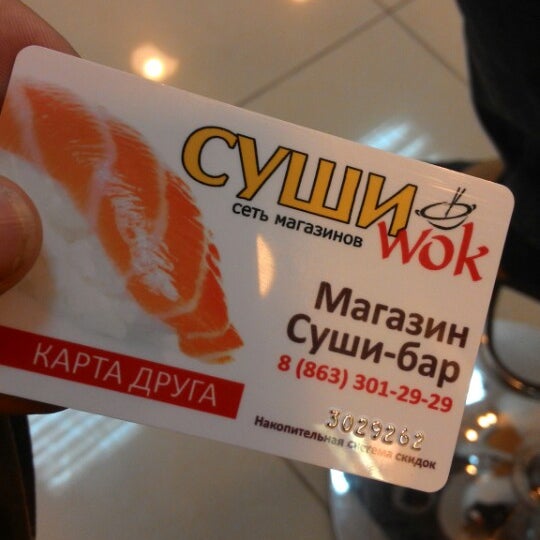 СУШИ
сеть магазинов
wok
Магазин
Суши-бар
8 (863) 301-29-29
КАРТА ДРУГА
3029262
Накопительная система скидок